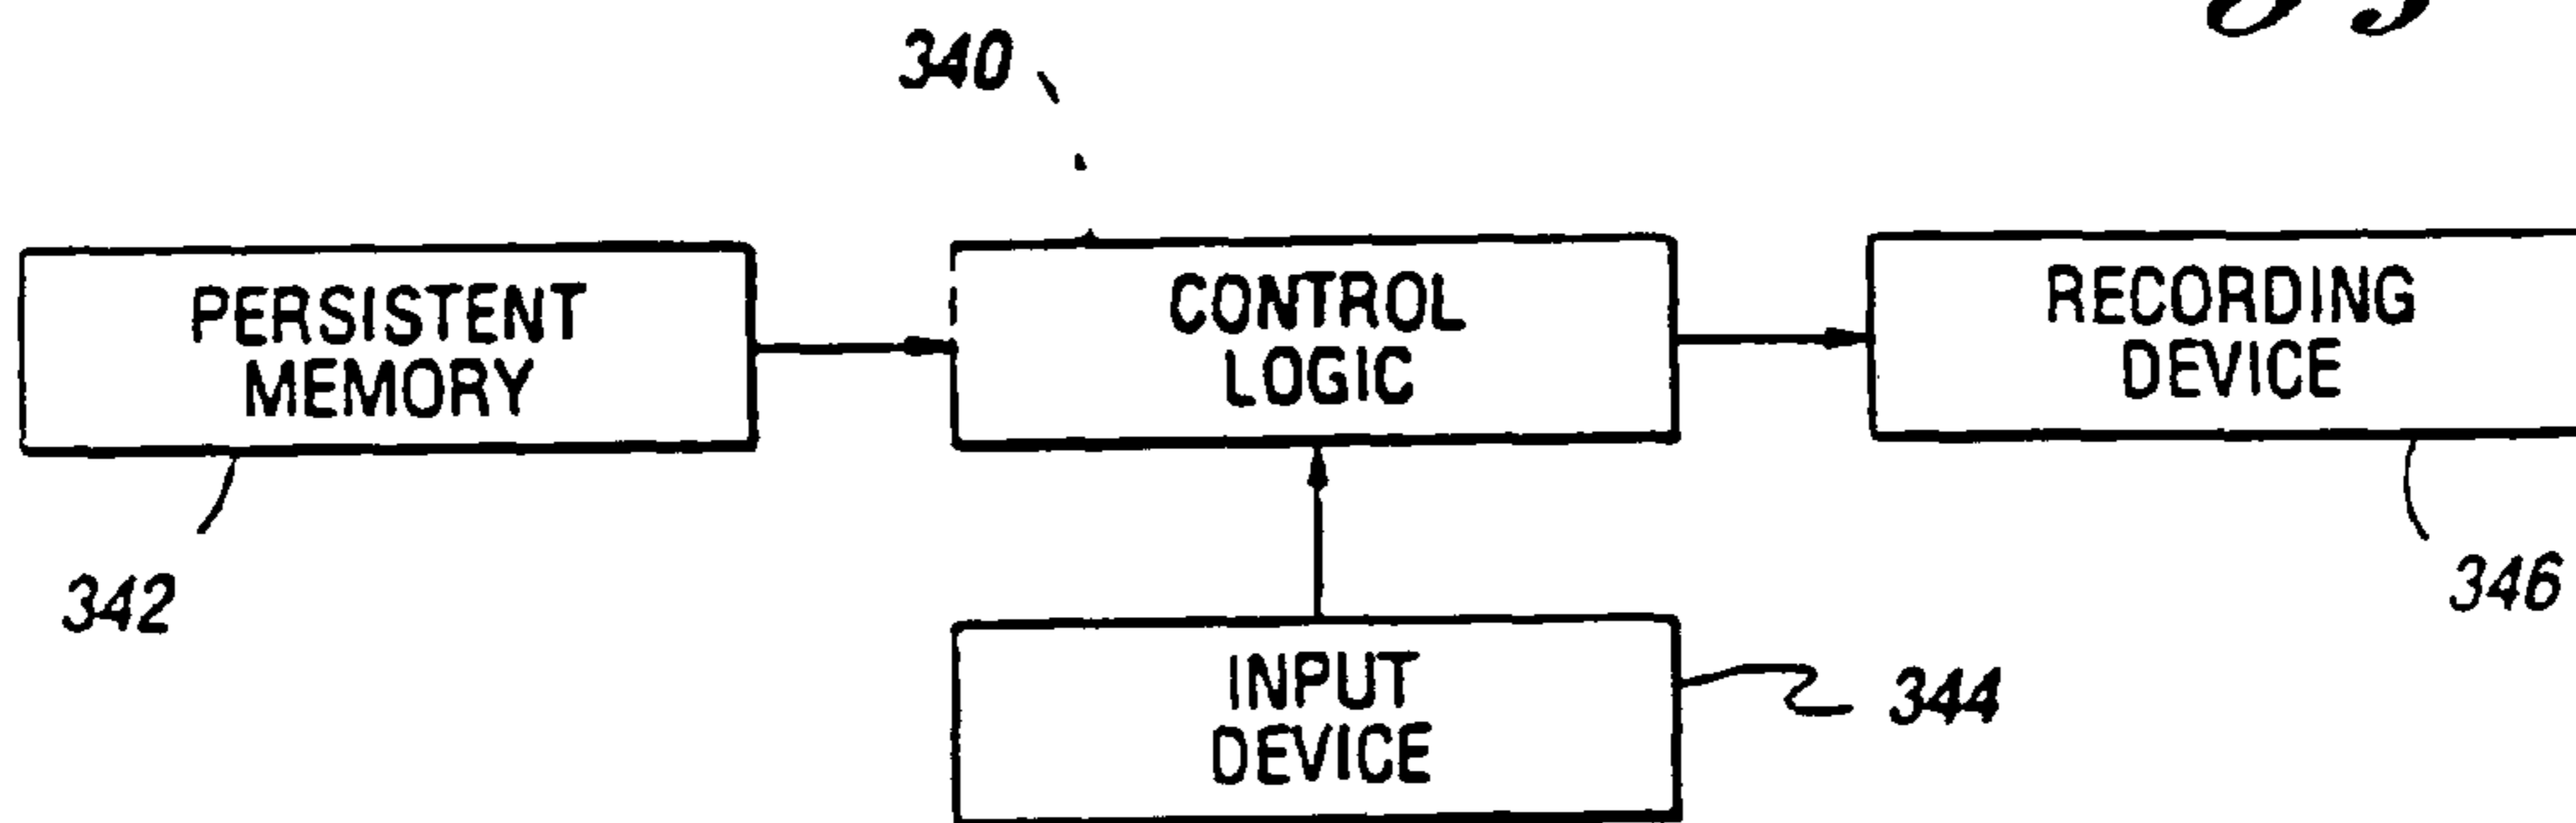 340
PERSISTENT
MEMORY
CONTROL
LOGIC
RECORDING
DEVICE
342
346
INPUT
DEVICE
344